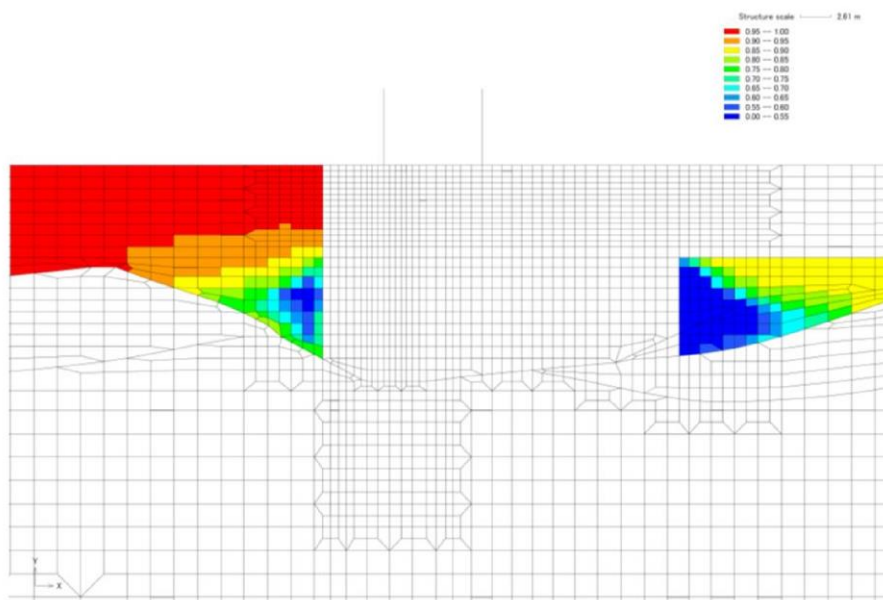 Structure scale 2.61 m
0.95 --- 1.00
0.90 --- 0.95
0.85 --- 0.90
0.80 --- 0.85
0.75 --- 0.80
0.70 --- 0.75
0.65 --- 0.70
0.60 --- 0.65
0.55 --- 0.60
0.00 --- 0.55
Y
X